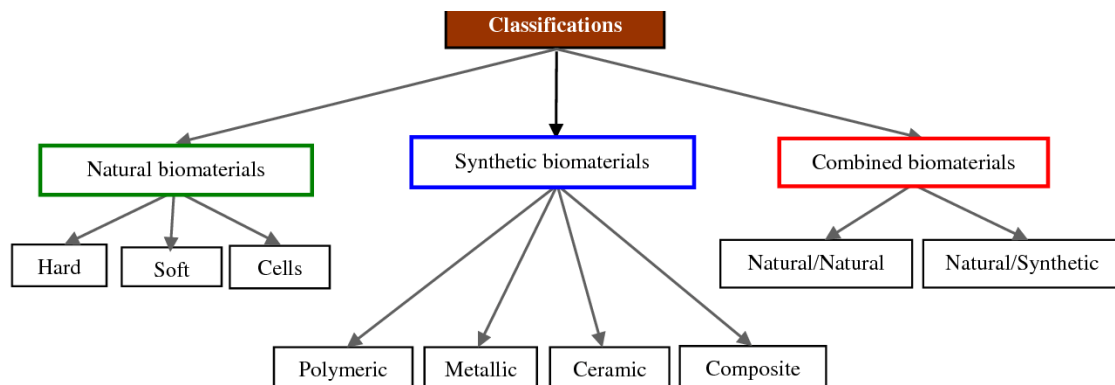 Classifications
Natural biomaterials
Synthetic biomaterials
Combined biomaterials
Hard
Soft
Cells
Natural/Natural
Natural/Synthetic
Polymeric
Metallic
Ceramic
Composite